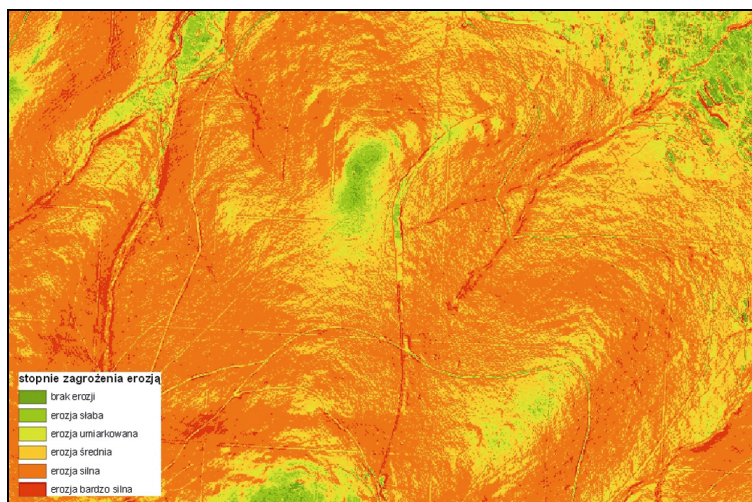 stopnie zagrożenia erozją
brak erozji
erozja słaba
erozja umiarkowana
erozja średnia
erozja silna
erozja bardzo silna